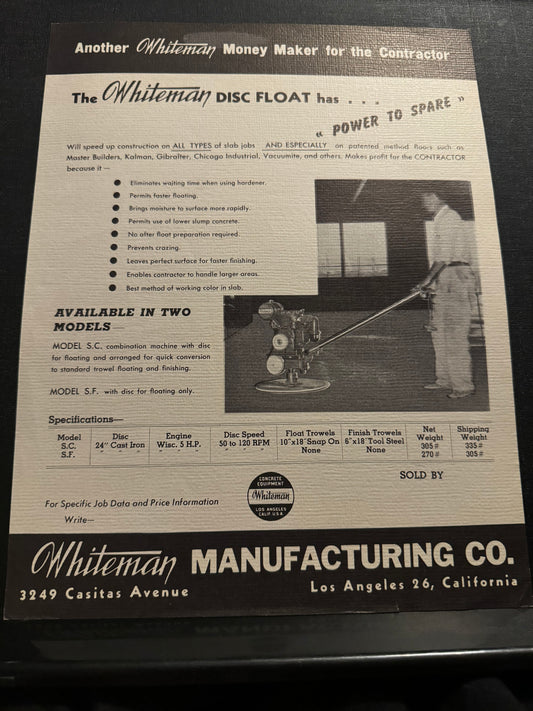 Another Whiteman Money Maker for the Contractor
The Whiteman DISC FLOAT has . . .
" POWER TO SPARE "
Will speed up construction on ALL TYPES of slab jobs AND ESPECIALLY on patented method floors such as
Master Builders, Kalman, Gibralter, Chicago Industrial, Vacuumite, and others. Makes profit for the CONTRACTOR
because it—
● Eliminates waiting time when using hardener.
● Permits faster floating.
● Brings moisture to surface more rapidly.
● Permits use of lower slump concrete.
● No after float preparation required.
● Prevents crazing.
● Leaves perfect surface for faster finishing.
● Enables contractor to handle larger areas.
● Best method of working color in slab.
AVAILABLE IN TWO
MODELS—
MODEL S.C. combination machine with disc
for floating and arranged for quick conversion
to standard trowel floating and finishing.
MODEL S.F. with disc for floating only.
Specifications—
Model Disc Engine Disc Speed Float Trowels Finish Trowels Net Weight Shipping Weight
S.C. 24" Cast Iron Wisc. 5 H.P. 50 to 120 RPM 10"x18" Snap On 6"x18" Tool Steel 305# 335#
S.F. " " " " " " " " " None None 270# 305#
SOLD BY
CONCRETE
EQUIPMENT
Whiteman
LOS ANGELES
CALIF. U.S.A.
For Specific Job Data and Price Information
Write—
Whiteman MANUFACTURING CO.
3249 Casitas Avenue Los Angeles 26, California